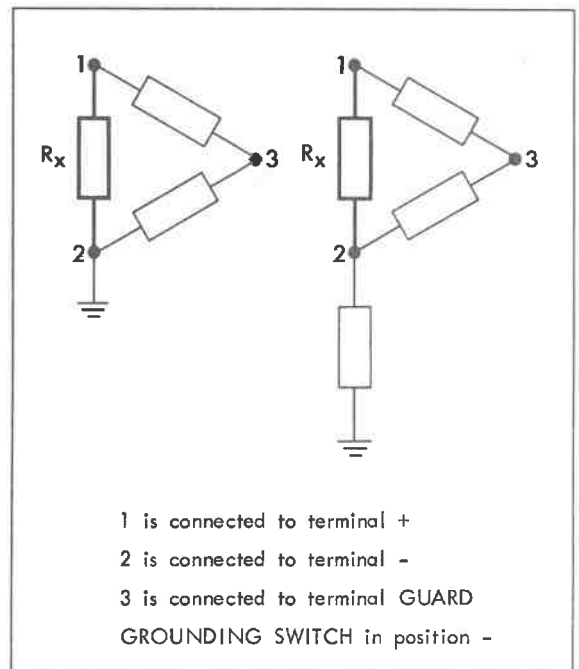 1
1
Rx
3
Rx
3
2
2
1 is connected to terminal +
2 is connected to terminal -
3 is connected to terminal GUARD
GROUNDING SWITCH in position -